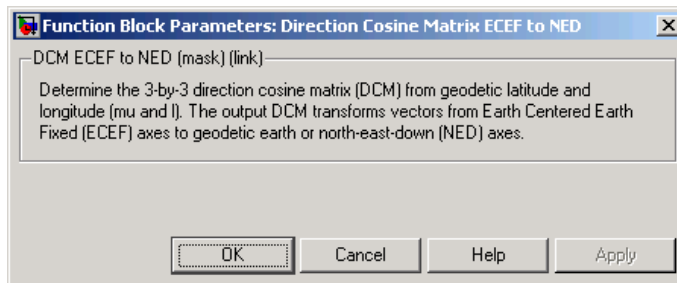 Function Block Parameters: Direction Cosine Matrix ECEF to NED
DCM ECEF to NED (mask) (link)
Determine the 3-by-3 direction cosine matrix (DCM) from geodetic latitude and
longitude (mu and l). The output DCM transforms vectors from Earth Centered Earth
Fixed (ECEF) axes to geodetic earth or north-east-down (NED) axes.
OK Cancel Help Apply